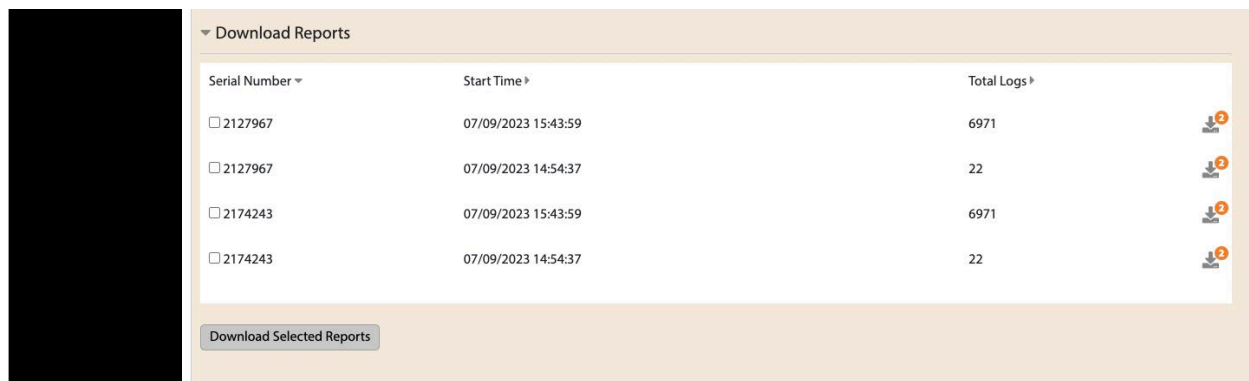 Download Reports
Serial Number Start Time Total Logs
2127967 07/09/2023 15:43:59 6971 2
2127967 07/09/2023 14:54:37 22 2
2174243 07/09/2023 15:43:59 6971 2
2174243 07/09/2023 14:54:37 22 2
Download Selected Reports